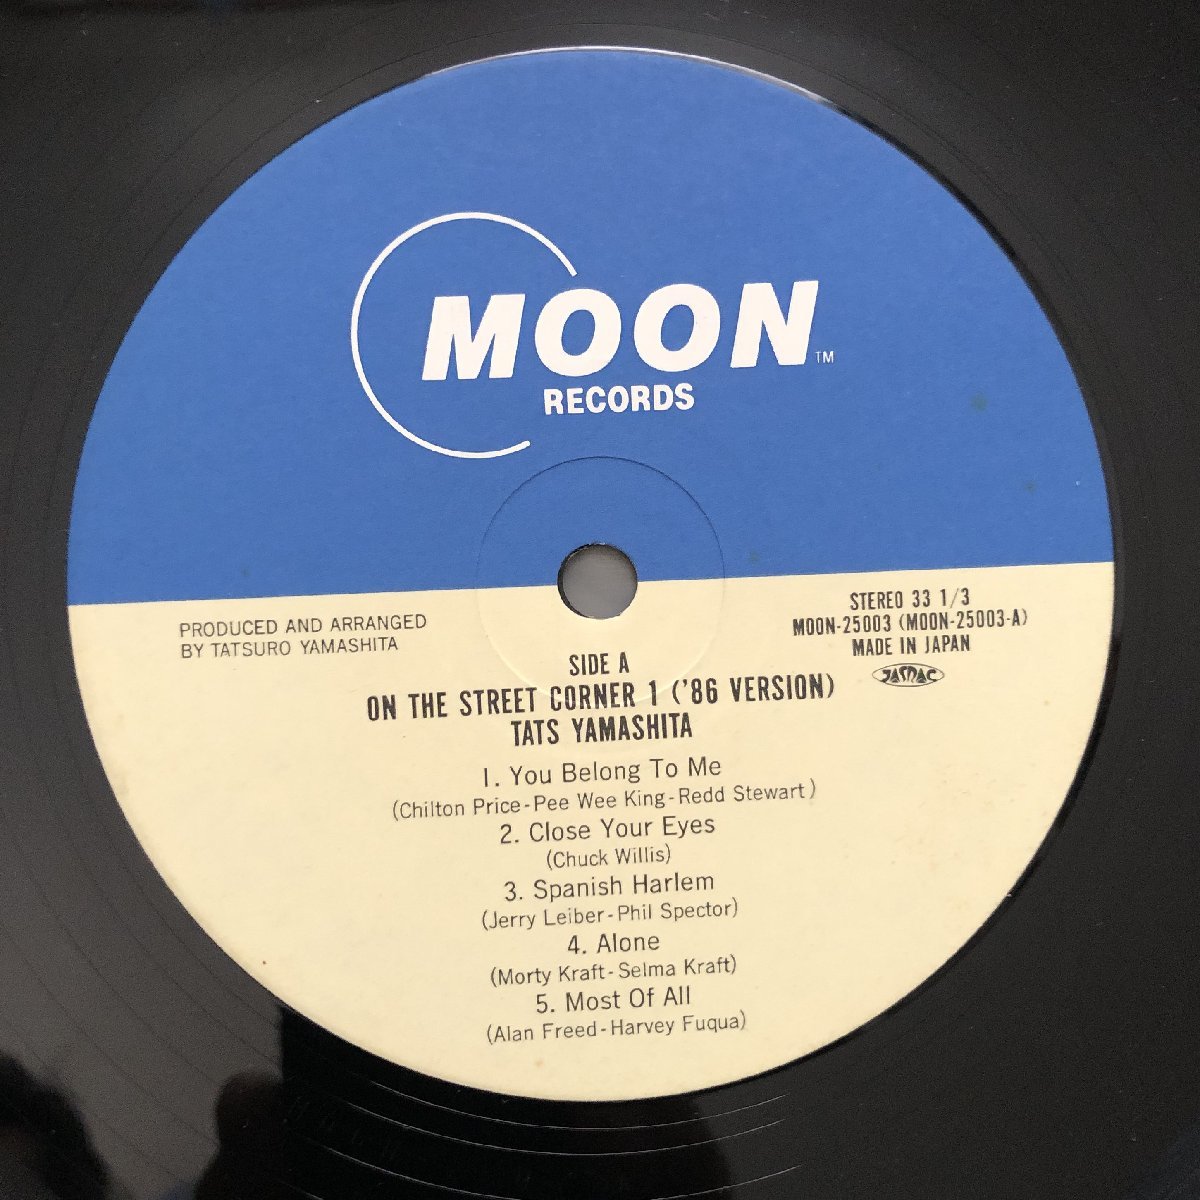 MOON
TM
RECORDS
PRODUCED AND ARRANGED
BY TATSURO YAMASHITA
STEREO 33 1/3
MOON-25003 (MOON-25003-A)
MADE IN JAPAN
JASRAC
SIDE A
ON THE STREET CORNER 1 ('86 VERSION)
TATS YAMASHITA
1. You Belong To Me
(Chilton Price-Pee Wee King-Redd Stewart)
2. Close Your Eyes
(Chuck Willis)
3. Spanish Harlem
(Jerry Leiber-Phil Spector)
4. Alone
(Morty Kraft-Selma Kraft)
5. Most Of All
(Alan Freed-Harvey Fuqua)